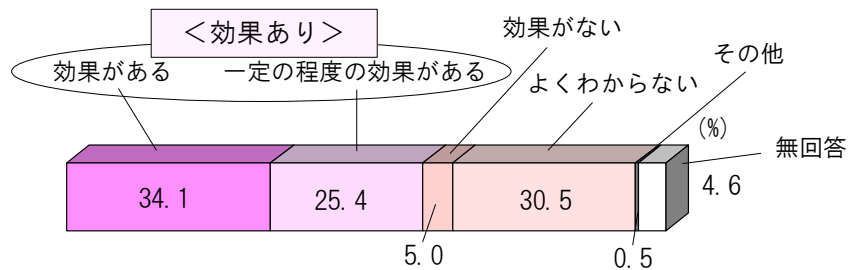 ＜効果あり＞
効果がある
一定の程度の効果がある
効果がない
よくわからない
その他
(%)
無回答
34.1
25.4
5.0
30.5
0.5
4.6